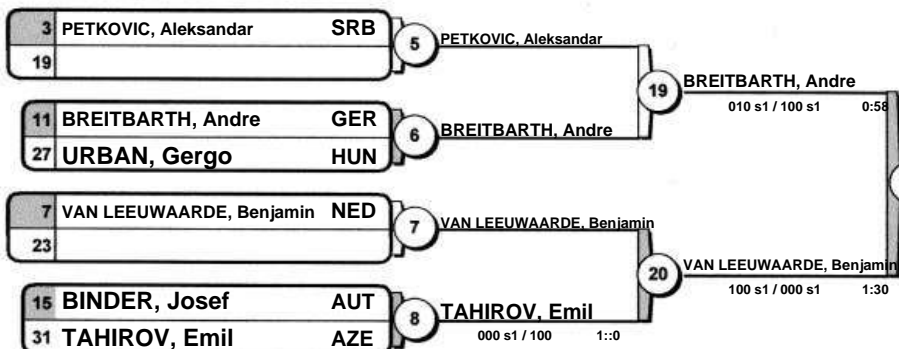 3 PETKOVIC, Aleksandar SRB
19
5
PETKOVIC, Aleksandar
11 BREITBARTH, Andre GER
27 URBAN, Gergo HUN
6
BREITBARTH, Andre
19
BREITBARTH, Andre
010 s1 / 100 s1 0:58
7 VAN LEEUWAARDE, Benjamin NED
23
7
VAN LEEUWAARDE, Benjamin
15 BINDER, Josef AUT
31 TAHIROV, Emil AZE
8
TAHIROV, Emil
000 s1 / 100 1::0
20
VAN LEEUWAARDE, Benjamin
100 s1 / 000 s1 1:30